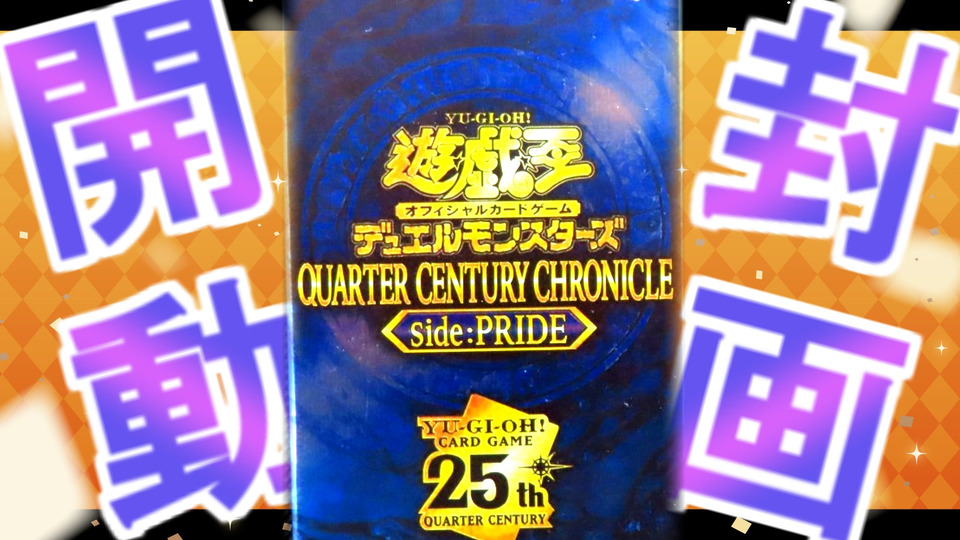 開封
動画
YU-GI-OH!
遊戯王
オフィシャルカードゲーム
デュエルモンスターズ
QUARTER CENTURY CHRONICLE
side:PRIDE
YU-GI-OH!
CARD GAME
25th
QUARTER CENTURY